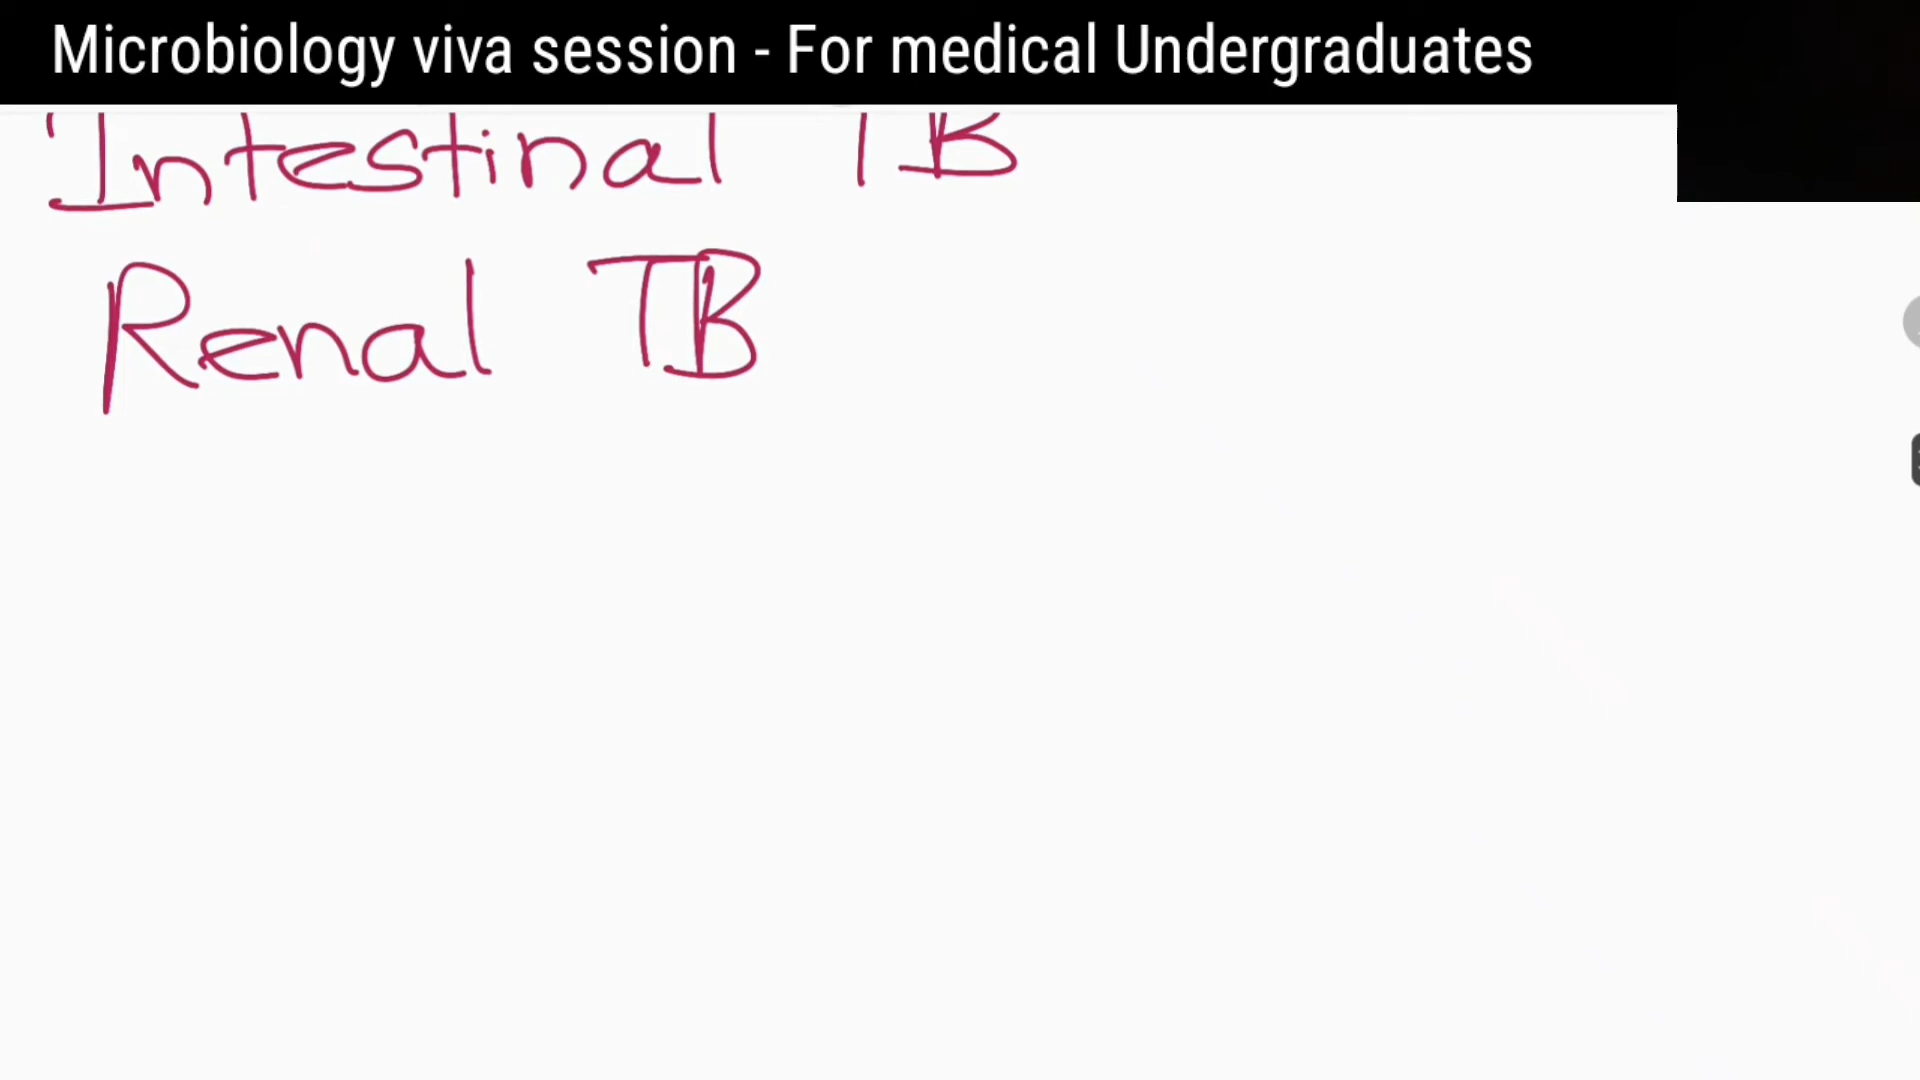 Microbiology viva session - For medical Undergraduates
Intestinal TB
Renal TB